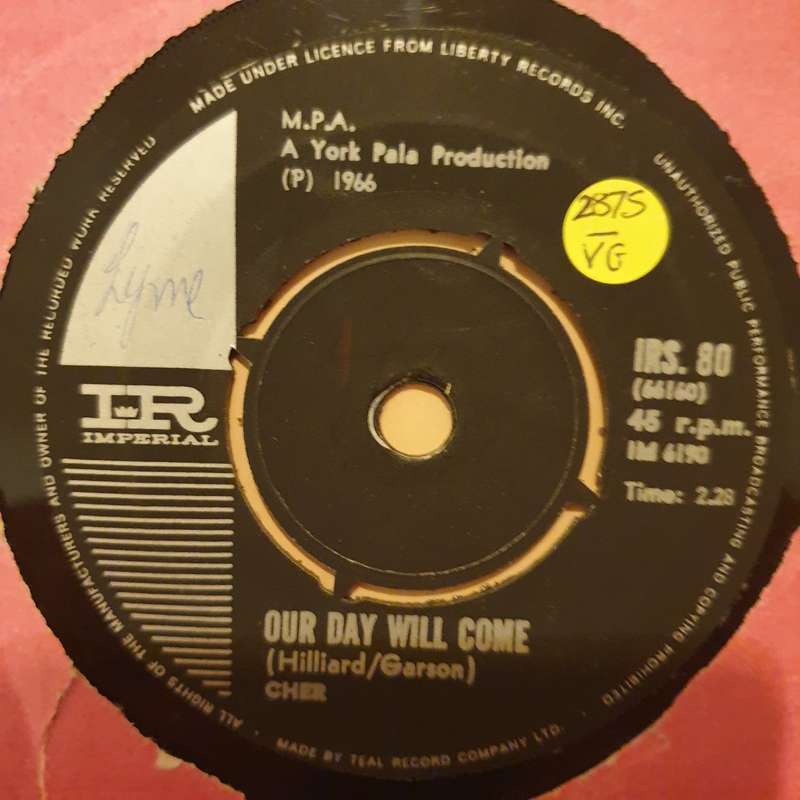 MADE UNDER LICENCE FROM LIBERTY RECORDS INC.
UNAUTHORIZED PUBLIC PERFORMANCE BROADCASTING AND COPYING PROHIBITED
ALL RIGHTS OF THE MANUFACTURERS AND OWNER OF THE RECORDED WORK RESERVED
M.P.A.
A York Pala Production
(P) 1966
2875
VG
Lynne
IR
IMPERIAL
IRS. 80
(66160)
45 r.p.m.
IM 6190
Time: 2.28
OUR DAY WILL COME
(Hilliard/Garson)
CHER
MADE BY TEAL RECORD COMPANY LTD.